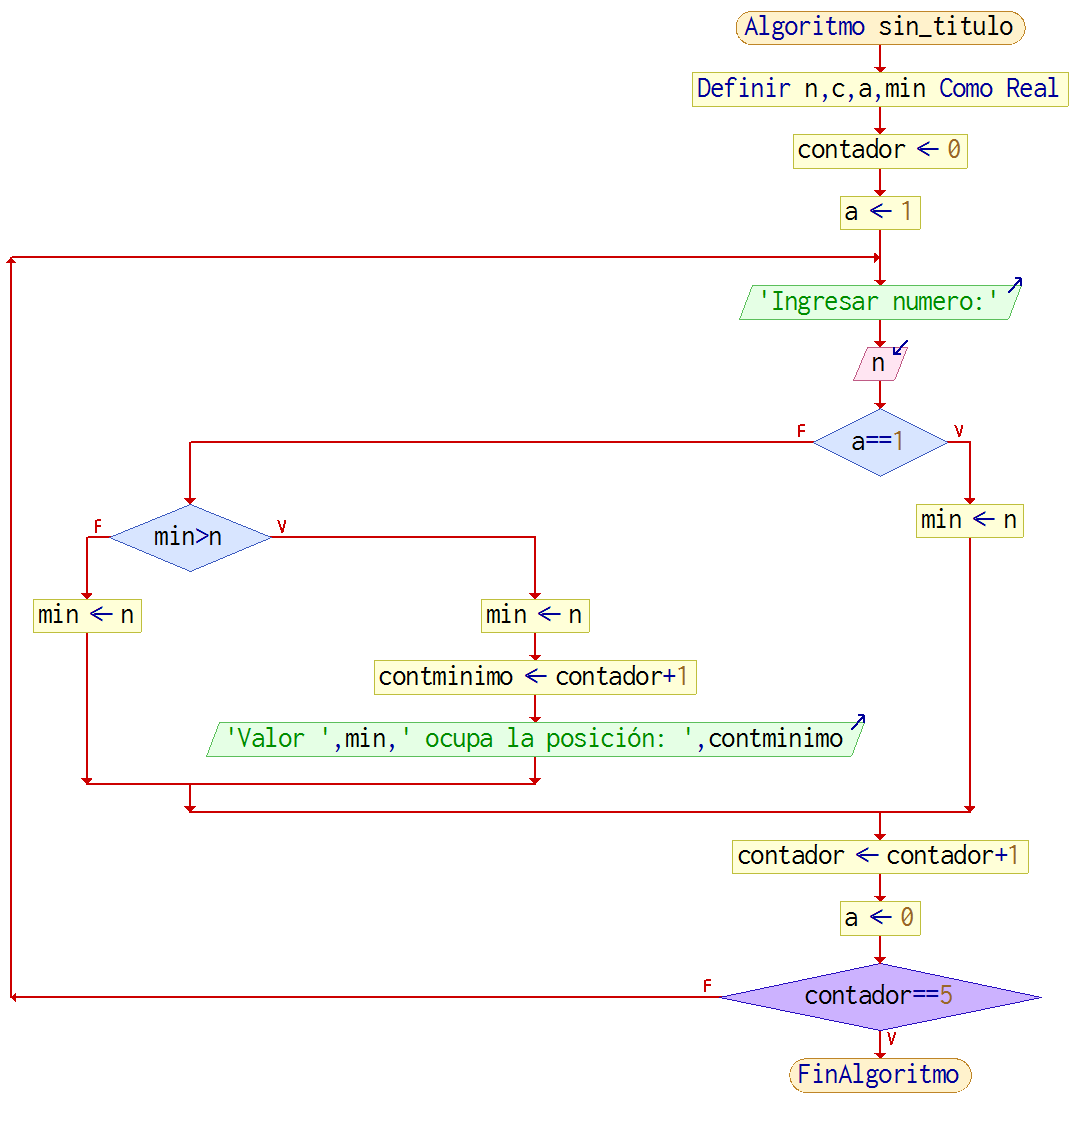 Algoritmo sin_titulo
Definir n,c,a,min Como Real
contador ← 0
a ← 1
'Ingresar numero:'
n
F
a==1
V
F
min>n
V
min ← n
min ← n
min ← n
contminimo ← contador+1
'Valor ',min,' ocupa la posición: ',contminimo
contador ← contador+1
a ← 0
F
contador==5
V
FinAlgoritmo